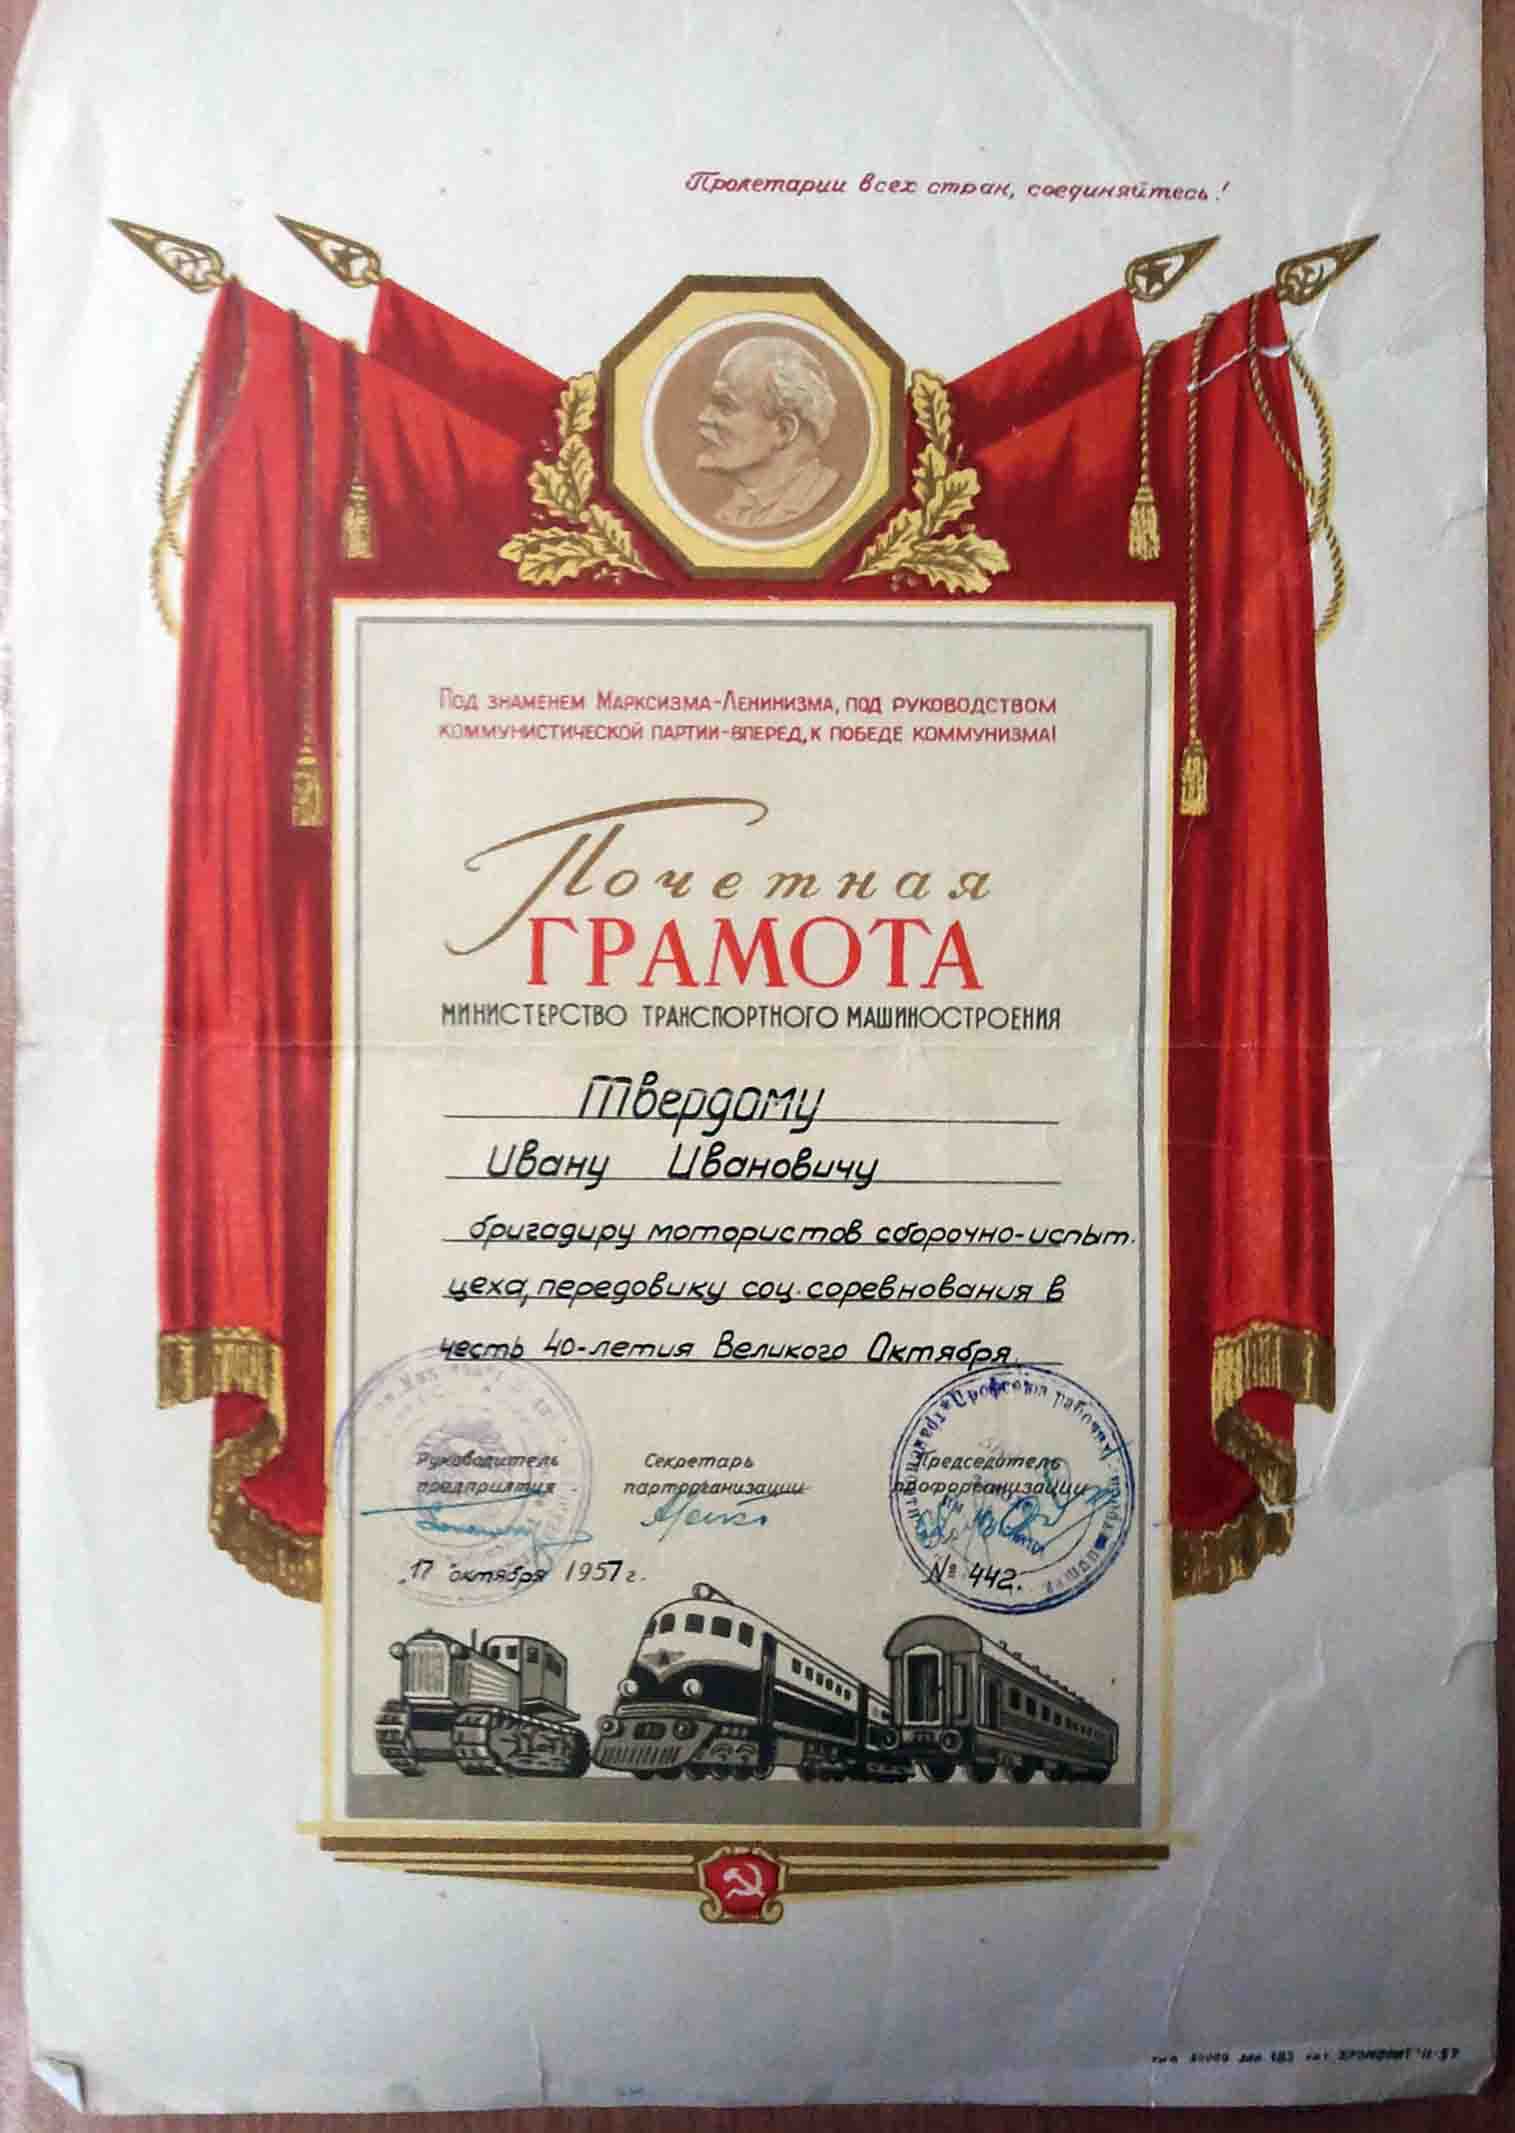 Пролетарии всех стран, соединяйтесь!
Под знаменем Марксизма-Ленинизма, под руководством
коммунистической партии-вперед, к победе коммунизма!
Почетная
ГРАМОТА
МИНИСТЕРСТВО ТРАНСПОРТНОГО МАШИНОСТРОЕНИЯ
Твердому
Ивану Ивановичу
бригадиру мотористов сборочно-испыт.
цеха, передовику соц. соревнования в
честь 40-летия Великого Октября.
Руководитель предприятия
Секретарь парторганизации
Председатель профорганизации
Профсоюз рабочих
„17" октября 1957 г.
№ 442.